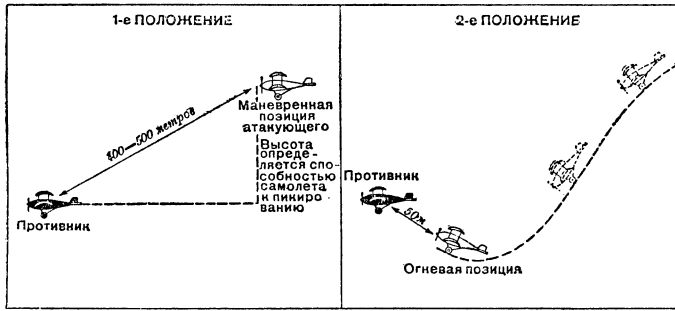 1-е ПОЛОЖЕНИЕ
400—500 метров
Маневренная
позиция
атакующего
Высота
опреде-
ляется спо-
собностью
самолета
к пикиро-
ванию
Противник
2-е ПОЛОЖЕНИЕ
Противник
50м
Огневая позиция